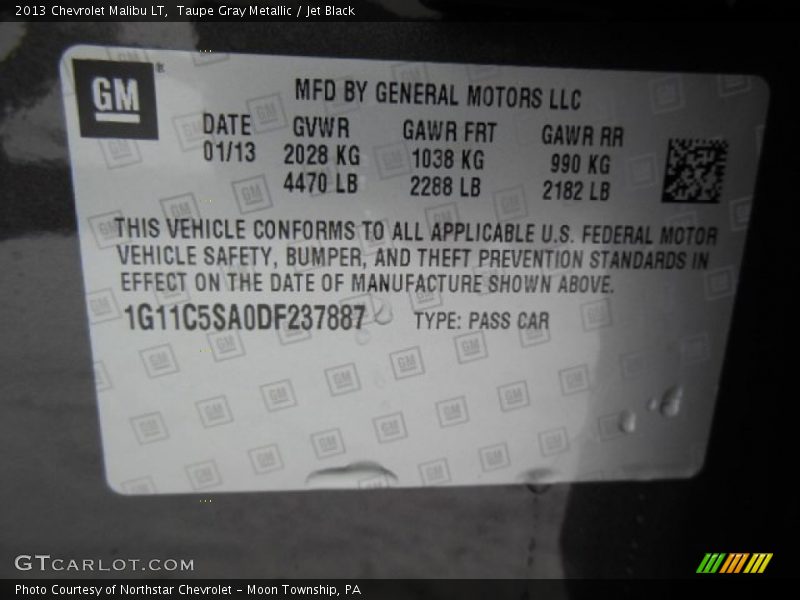 2013 Chevrolet Malibu LT,  Taupe Gray Metallic / Jet Black
GM®
MFD BY GENERAL MOTORS LLC
DATE GVWR GAWR FRT GAWR RR
01/13 2028 KG 1038 KG 990 KG
4470 LB 2288 LB 2182 LB
THIS VEHICLE CONFORMS TO ALL APPLICABLE U.S. FEDERAL MOTOR
VEHICLE SAFETY, BUMPER, AND THEFT PREVENTION STANDARDS IN
EFFECT ON THE DATE OF MANUFACTURE SHOWN ABOVE.
1G11C5SA0DF237887 TYPE: PASS CAR
GTCARLOT.COM
Photo Courtesy of Northstar Chevrolet - Moon Township, PA